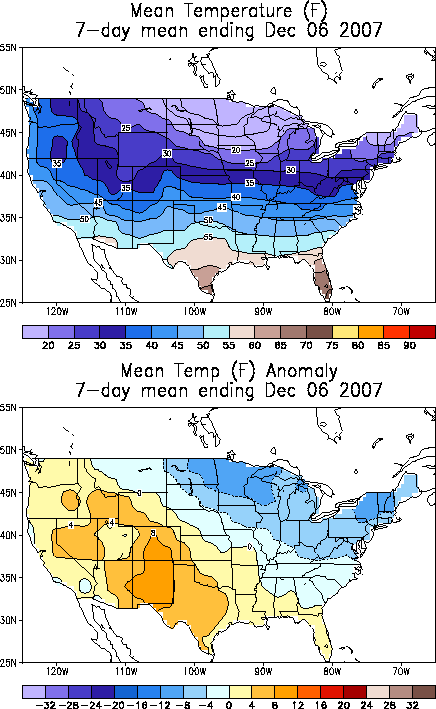 Mean Temperature (F)
7-day mean ending Dec 06 2007
55N
50N
45N
40N
35N
30N
25N
25
20
30
25
35
30
35
35
40
45
45
50
50
55
120W 110W 100W 90W 80W 70W
20 25 30 35 40 45 50 55 60 65 70 75 80 85 90
Mean Temp (F) Anomaly
7-day mean ending Dec 06 2007
55N
50N
45N
40N
35N
30N
25N
0
4
4
8
0
120W 110W 100W 90W 80W 70W
-32 -28 -24 -20 -16 -12 -8 -4 0 4 8 12 16 20 24 28 32